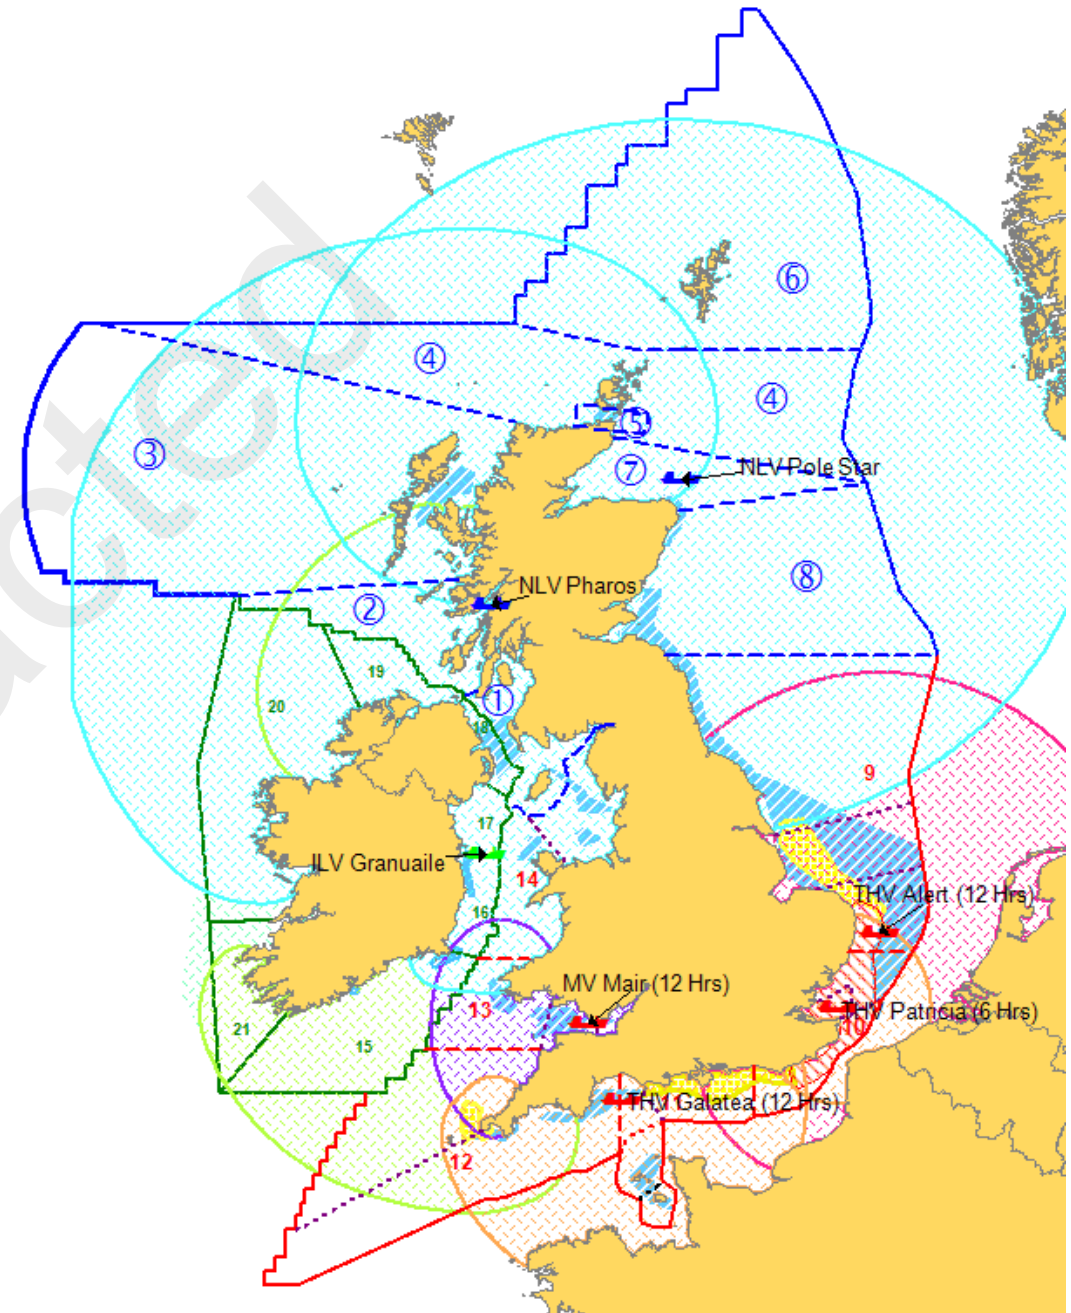 6
4
4
5
3
7
NLV Pole Star
8
NLV Pharos
2
19
1
20
18
9
17
ILV Granuaile
14
THV Alert (12 Hrs)
16
MV Mair (12 Hrs)
13
THV Patricia (6 Hrs)
10
21
15
THV Galatea (12 Hrs)
11
12
acted